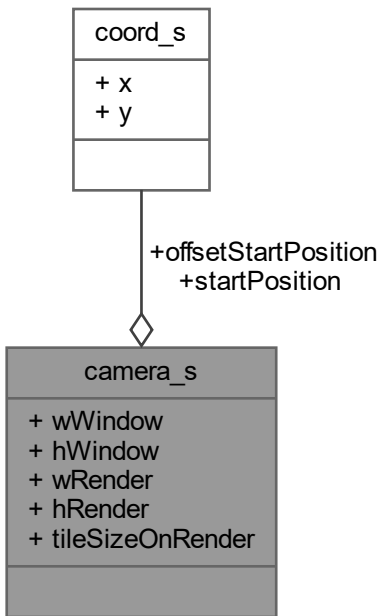 coord_s
+ x
+ y
+offsetStartPosition
+startPosition
camera_s
+ wWindow
+ hWindow
+ wRender
+ hRender
+ tileSizeOnRender